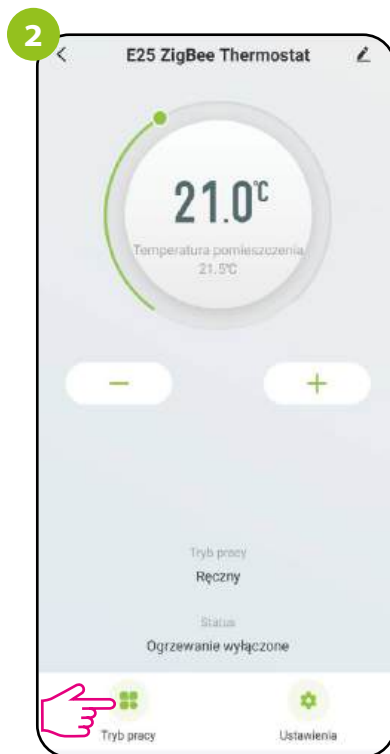 2
E25 ZigBee Thermostat
21.0°C
Temperatura pomieszczenia
21.5°C
Tryb pracy
Ręczny
Status
Ogrzewanie wyłączone
Tryb pracy
Ustawienia